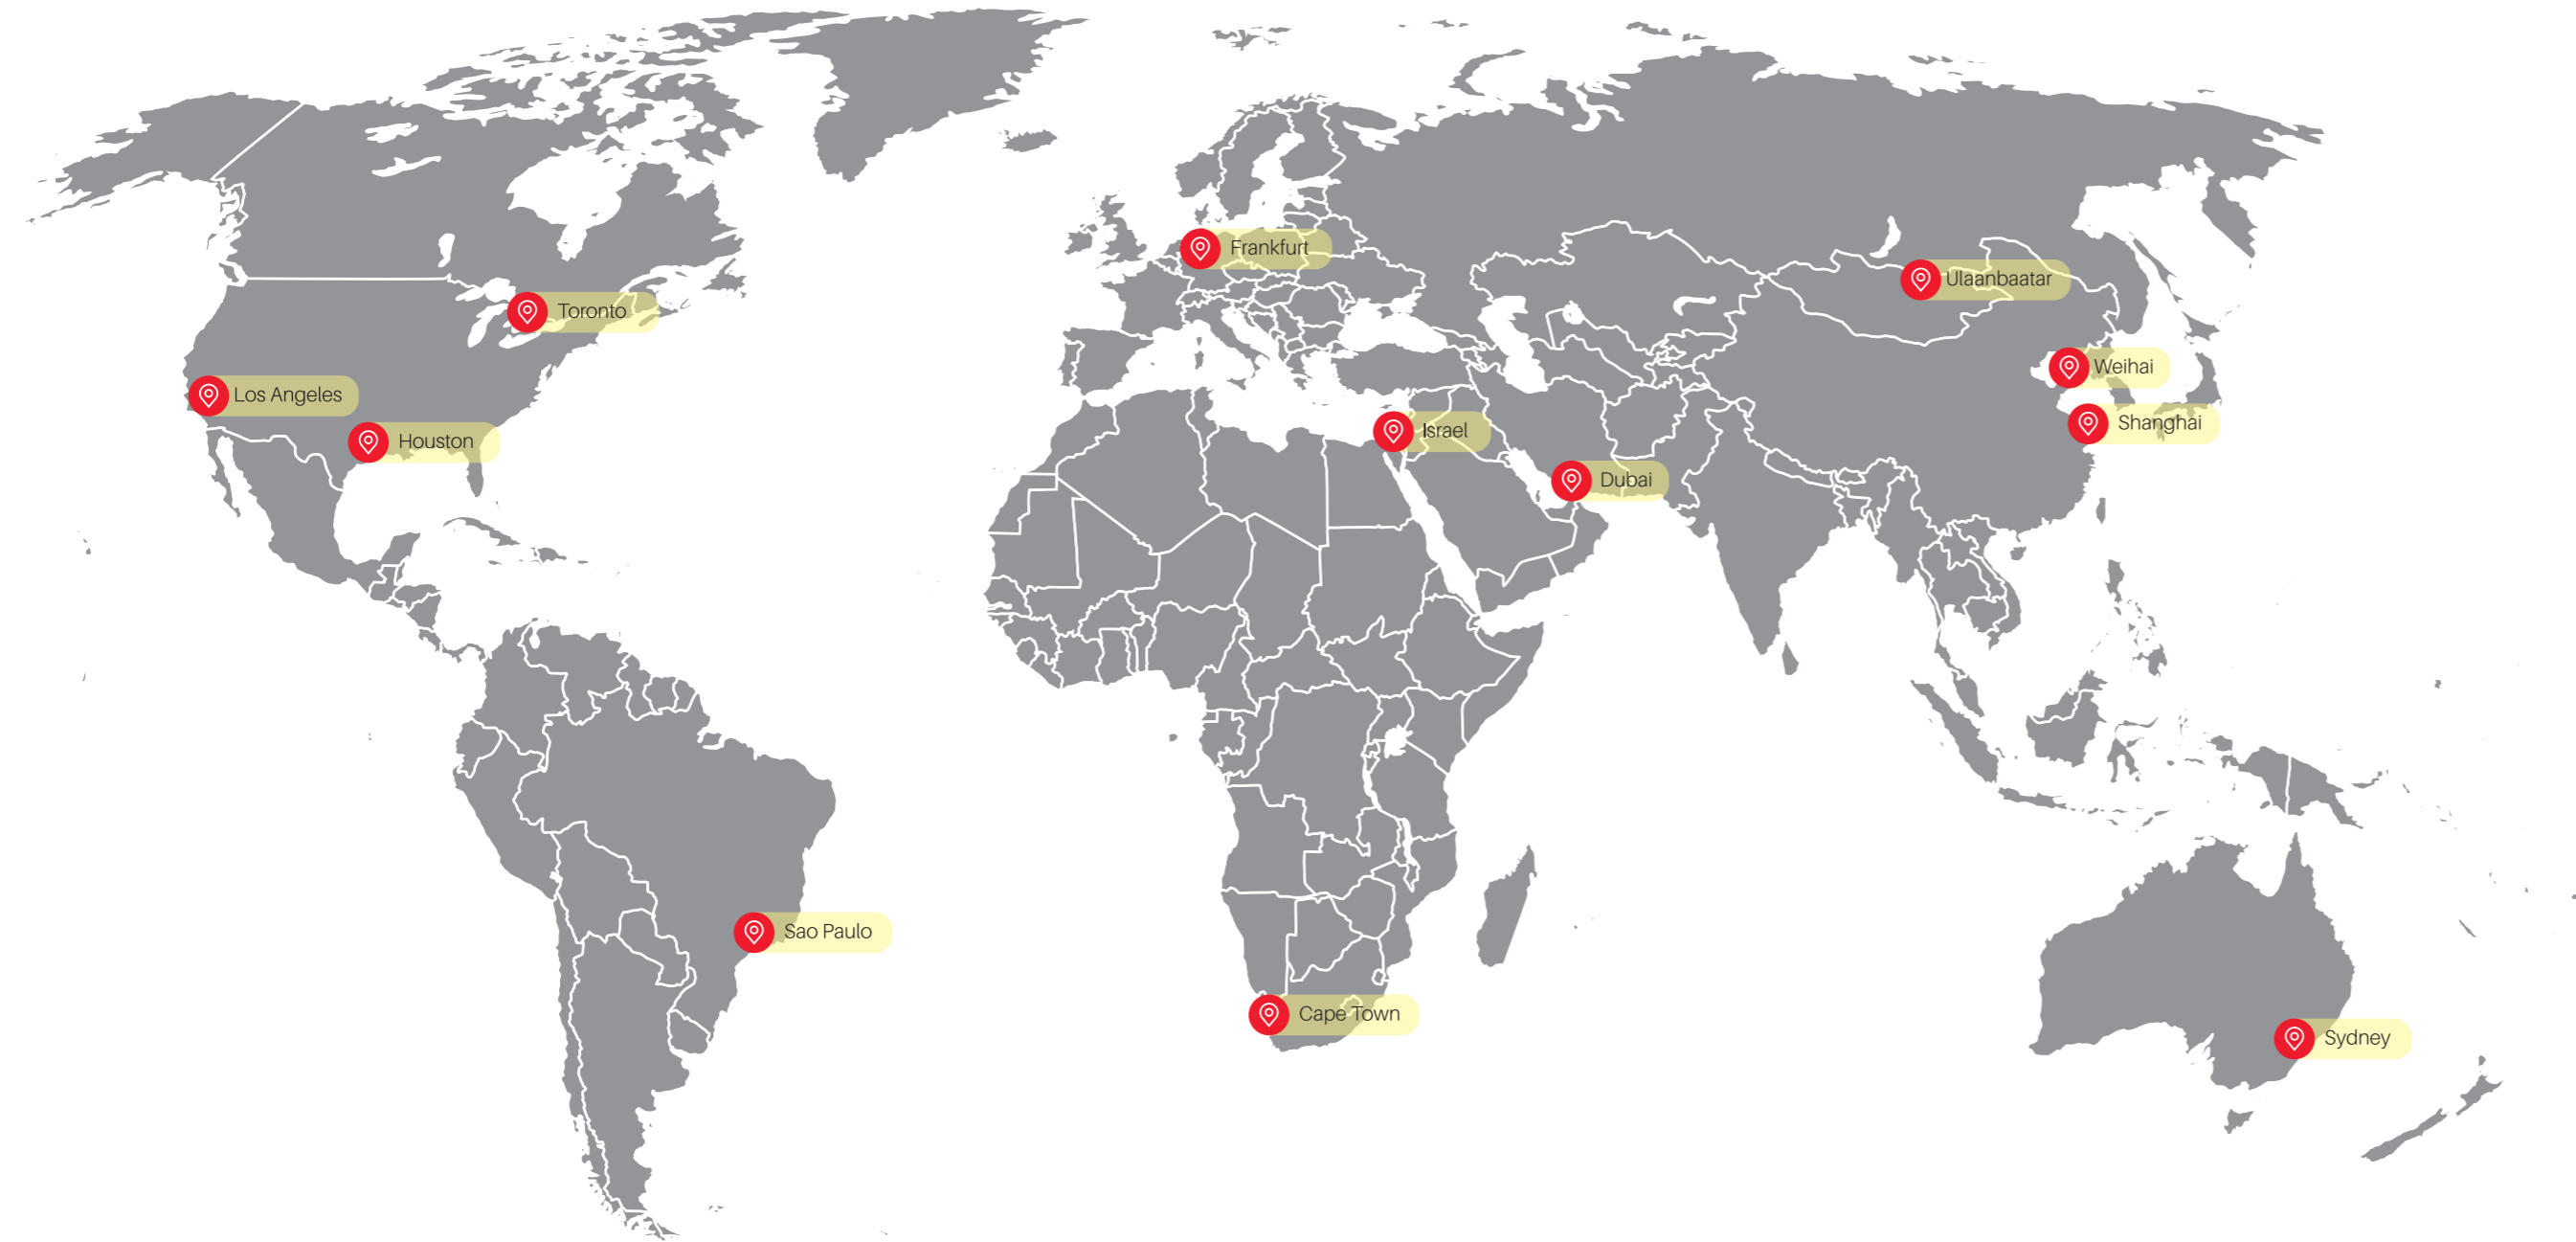 Frankfurt
Ulaanbaatar
Toronto
Weihai
Los Angeles
Shanghai
Israel
Houston
Dubai
Sao Paulo
Cape Town
Sydney